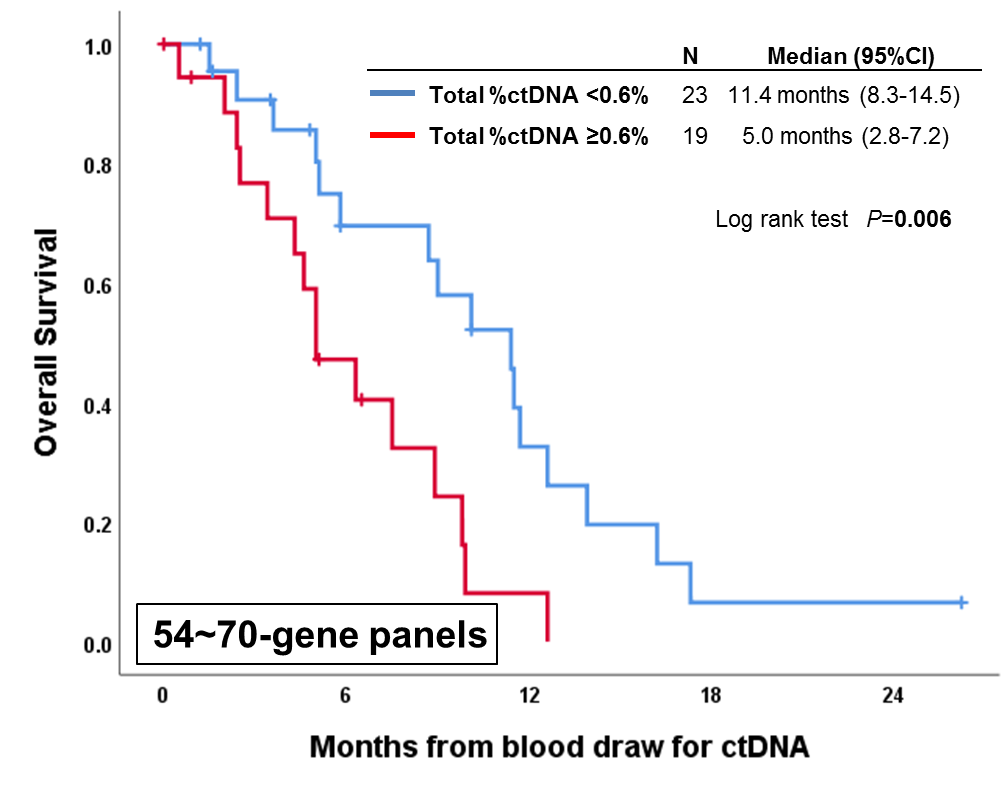 N Median (95%CI)
Total %ctDNA <0.6% 23 11.4 months (8.3-14.5)
Total %ctDNA ≥0.6% 19 5.0 months (2.8-7.2)
Log rank test P=0.006
Overall Survival
1.0
0.8
0.6
0.4
0.2
0.0
54~70-gene panels
0 6 12 18 24
Months from blood draw for ctDNA